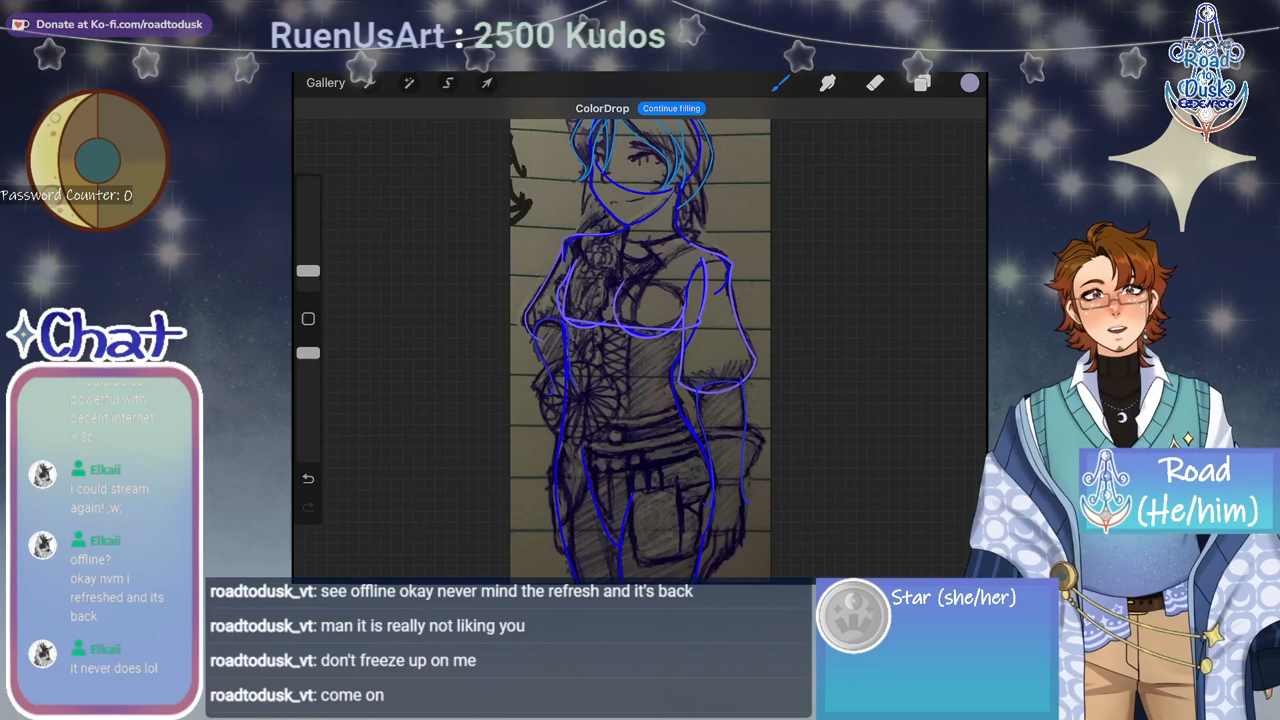 Donate at Ko-fi.com/roadtodusk
RuenUsArt : 2500 Kudos
Road
to
Dusk
Gallery
ColorDrop
Continue filling
Password Counter: 0
Chat
powerful with
decent internet
> 3c
Elkaii
i could stream
again! ;w;
Elkaii
offline?
okay nvm i
refreshed and its
back
Elkaii
it never does lol
roadtodusk_vt: see offline okay never mind the refresh and it's back
roadtodusk_vt: man it is really not liking you
roadtodusk_vt: don't freeze up on me
roadtodusk_vt: come on
Star (she/her)
Road
(He/him)